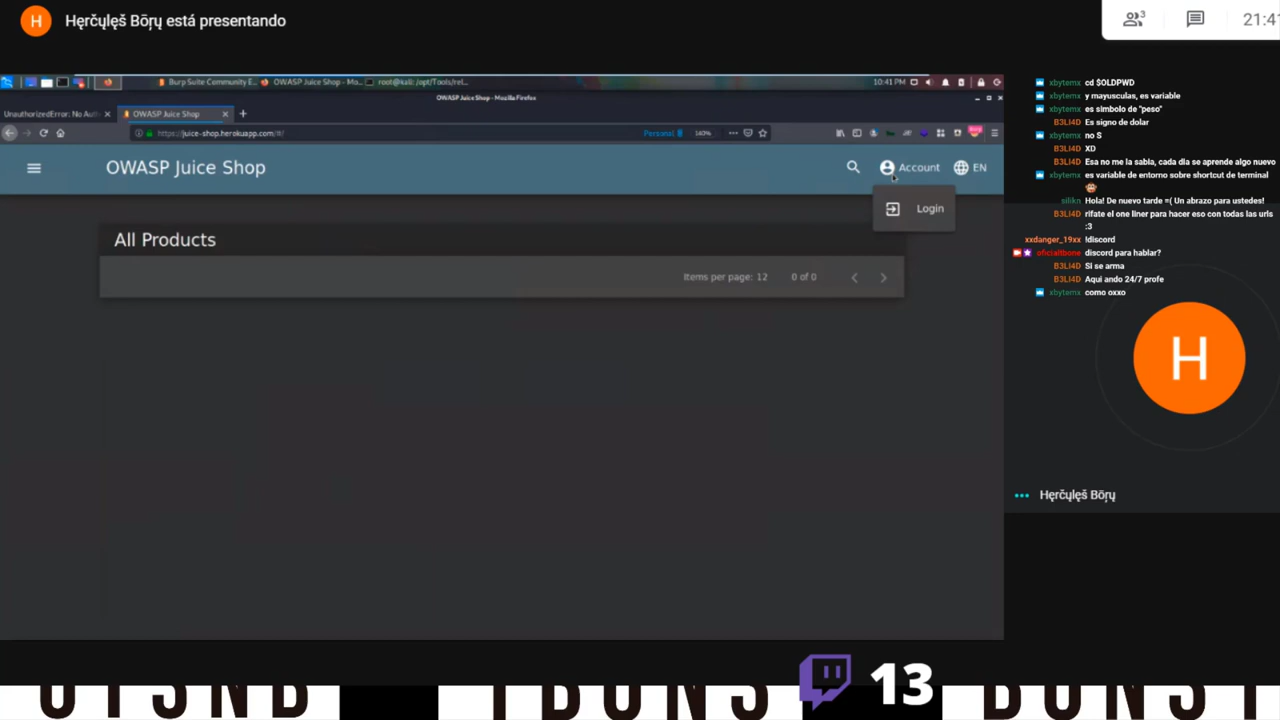 H
Hęrčųlęš Bōŗų está presentando
3
21:41
Burp Suite Community E...
OWASP Juice Shop - Mo...
root@kali: /opt/Tools/rel...
10:41 PM
OWASP Juice Shop - Mozilla Firefox
UnauthorizedError: No Auth
OWASP Juice Shop
https://juice-shop.herokuapp.com/#/
Personal
140%
OWASP Juice Shop
Account
EN
Login
All Products
Items per page: 12
0 of 0
xbytemx cd $OLDPWD
xbytemx y mayusculas, es variable
xbytemx es simbolo de "peso"
B3LI4D Es signo de dolar
xbytemx no S
B3LI4D XD
B3LI4D Esa no me la sabia, cada dia se aprende algo nuevo
xbytemx es variable de entorno sobre shortcut de terminal
silikn Hola! De nuevo tarde =( Un abrazo para ustedes!
B3LI4D rifate el one liner para hacer eso con todas las urls
:3
xxdanger_19xx !discord
oficialtbone discord para hablar?
B3LI4D Si se arma
B3LI4D Aqui ando 24/7 profe
xbytemx como oxxo
H
Hęrčųlęš Bōŗų
13